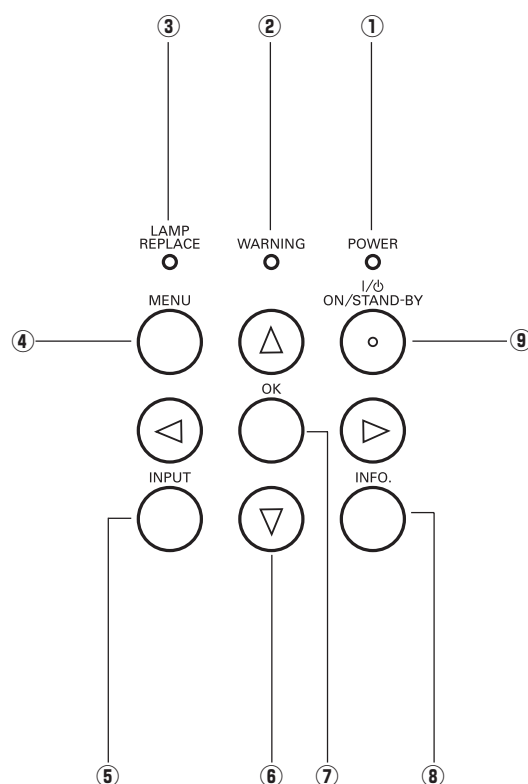 ③ ② ①
LAMP
REPLACE WARNING POWER
I/⏻
MENU ON/STAND-BY
④ ⑨
OK
INPUT INFO.
⑤ ⑥ ⑦ ⑧